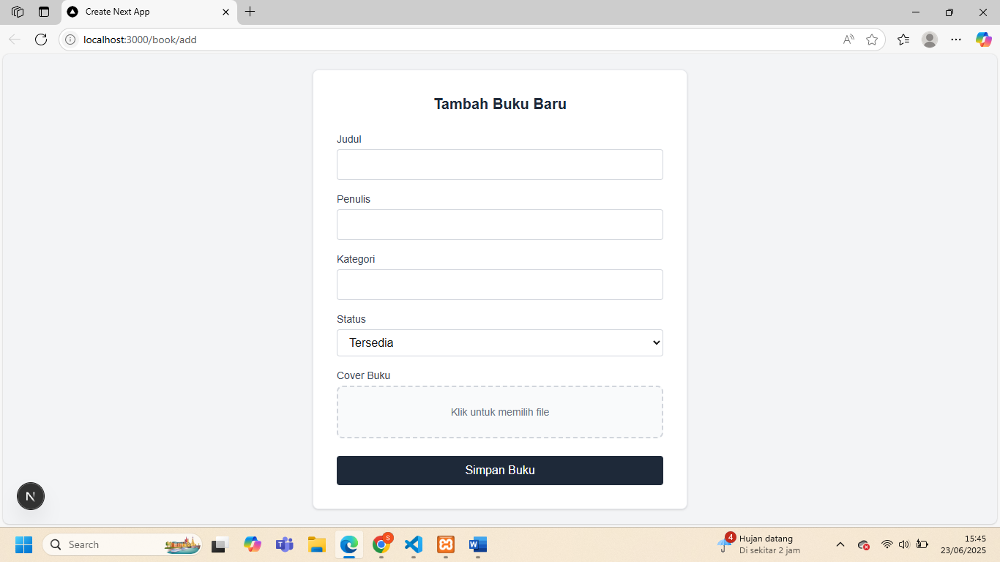 Create Next App
localhost:3000/book/add
Tambah Buku Baru
Judul
Penulis
Kategori
Status
Tersedia
Cover Buku
Klik untuk memilih file
Simpan Buku
N
Search
S
W
4
Hujan datang
Di sekitar 2 jam
15:45
23/06/2025